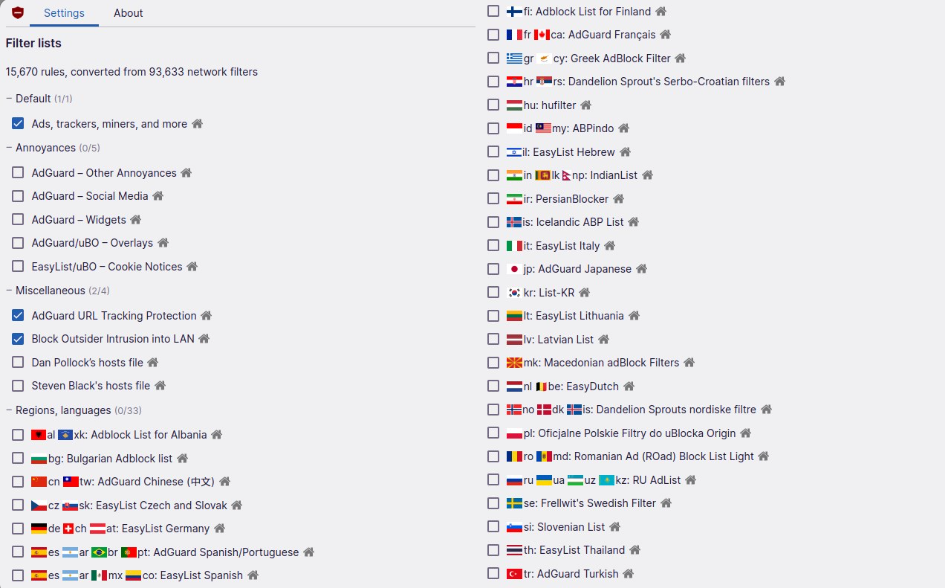 Settings
About
Filter lists
15,670 rules, converted from 93,633 network filters
– Default (1/1)
Ads, trackers, miners, and more
– Annoyances (0/5)
AdGuard – Other Annoyances
AdGuard – Social Media
AdGuard – Widgets
AdGuard/uBO – Overlays
EasyList/uBO – Cookie Notices
– Miscellaneous (2/4)
AdGuard URL Tracking Protection
Block Outsider Intrusion into LAN
Dan Pollock’s hosts file
Steven Black's hosts file
– Regions, languages (0/33)
al xk: Adblock List for Albania
bg: Bulgarian Adblock list
cn tw: AdGuard Chinese (中文)
cz sk: EasyList Czech and Slovak
de ch at: EasyList Germany
es ar br pt: AdGuard Spanish/Portuguese
es ar mx co: EasyList Spanish
fi: Adblock List for Finland
fr ca: AdGuard Français
gr cy: Greek AdBlock Filter
hr rs: Dandelion Sprout's Serbo-Croatian filters
hu: hufilter
id my: ABPindo
il: EasyList Hebrew
in lk np: IndianList
ir: PersianBlocker
is: Icelandic ABP List
it: EasyList Italy
jp: AdGuard Japanese
kr: List-KR
lt: EasyList Lithuania
lv: Latvian List
mk: Macedonian adBlock Filters
nl be: EasyDutch
no dk is: Dandelion Sprouts nordiske filtre
pl: Oficjalne Polskie Filtry do uBlocka Origin
ro md: Romanian Ad (ROad) Block List Light
ru ua uz kz: RU AdList
se: Frellwit's Swedish Filter
si: Slovenian List
th: EasyList Thailand
tr: AdGuard Turkish